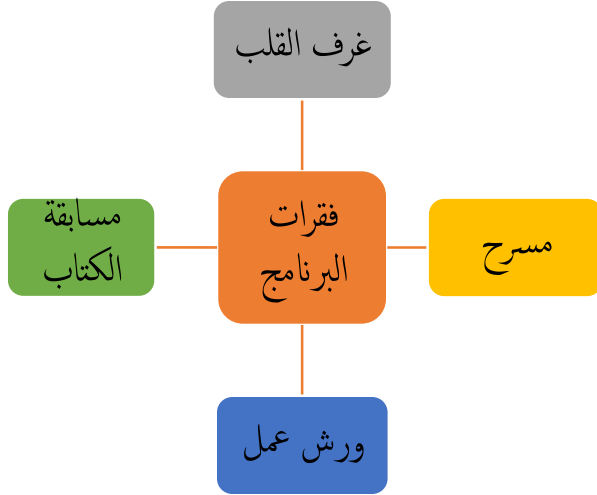 غرف القلب
فقرات
البرنامج
مسرح
مسابقة
الكتاب
ورش عمل